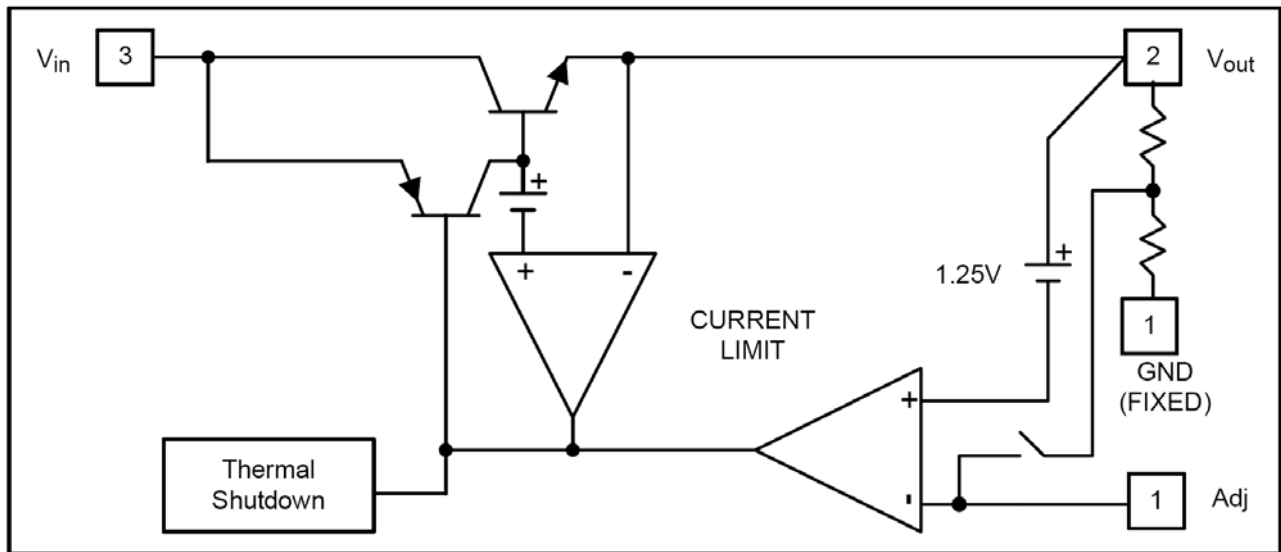 Vin
3
2
Vout
+
+
-
1.25V
+
CURRENT
LIMIT
1
GND
(FIXED)
+
Thermal
Shutdown
-
1
Adj